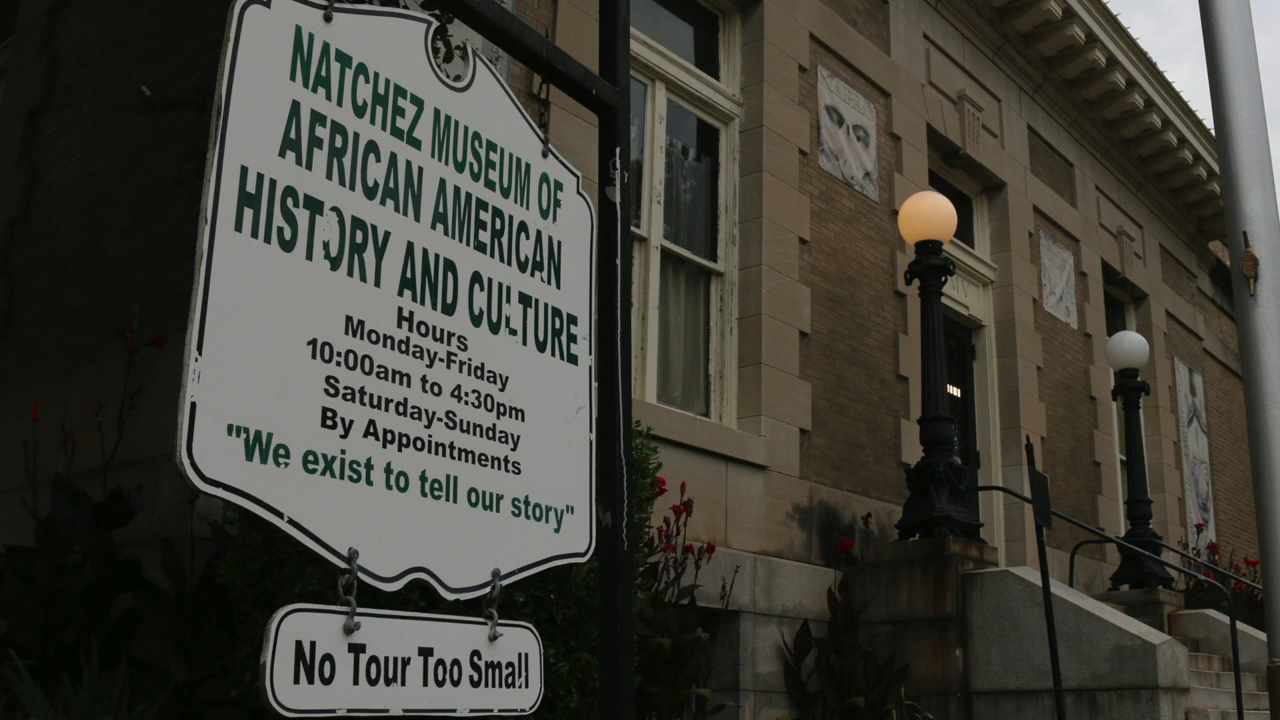 NATCHEZ MUSEUM OF
AFRICAN AMERICAN
HISTORY AND CULTURE
Hours
Monday-Friday
10:00am to 4:30pm
Saturday-Sunday
By Appointments
"We exist to tell our story"
No Tour Too Small